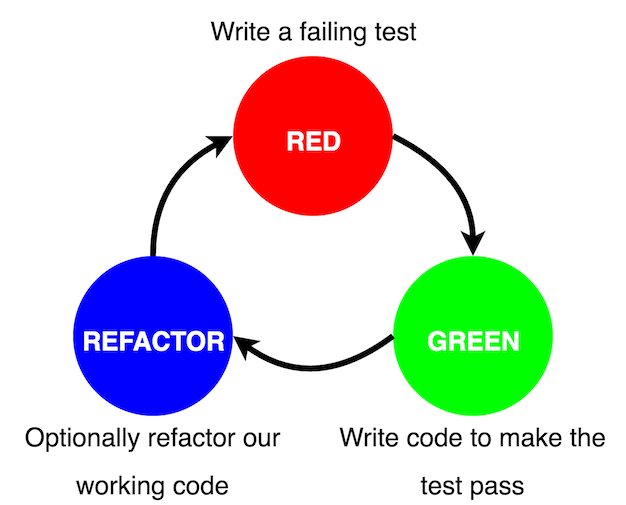 Write a failing test
RED
REFACTOR
GREEN
Optionally refactor our
working code
Write code to make the
test pass